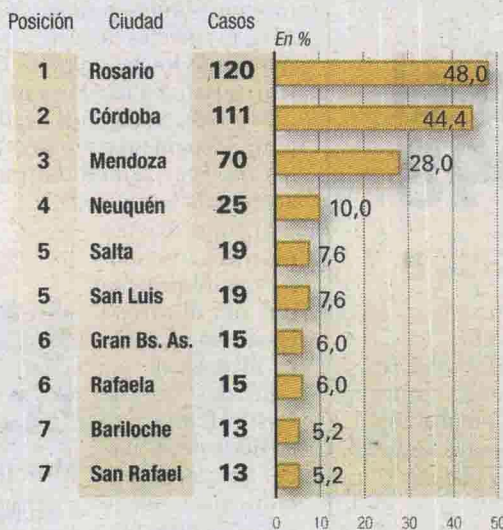 Posición Ciudad Casos
En %
1 Rosario 120 48,0
2 Córdoba 111 44,4
3 Mendoza 70 28,0
4 Neuquén 25 10,0
5 Salta 19 7,6
5 San Luis 19 7,6
6 Gran Bs. As. 15 6,0
6 Rafaela 15 6,0
7 Bariloche 13 5,2
7 San Rafael 13 5,2
0 10 20 30 40 50